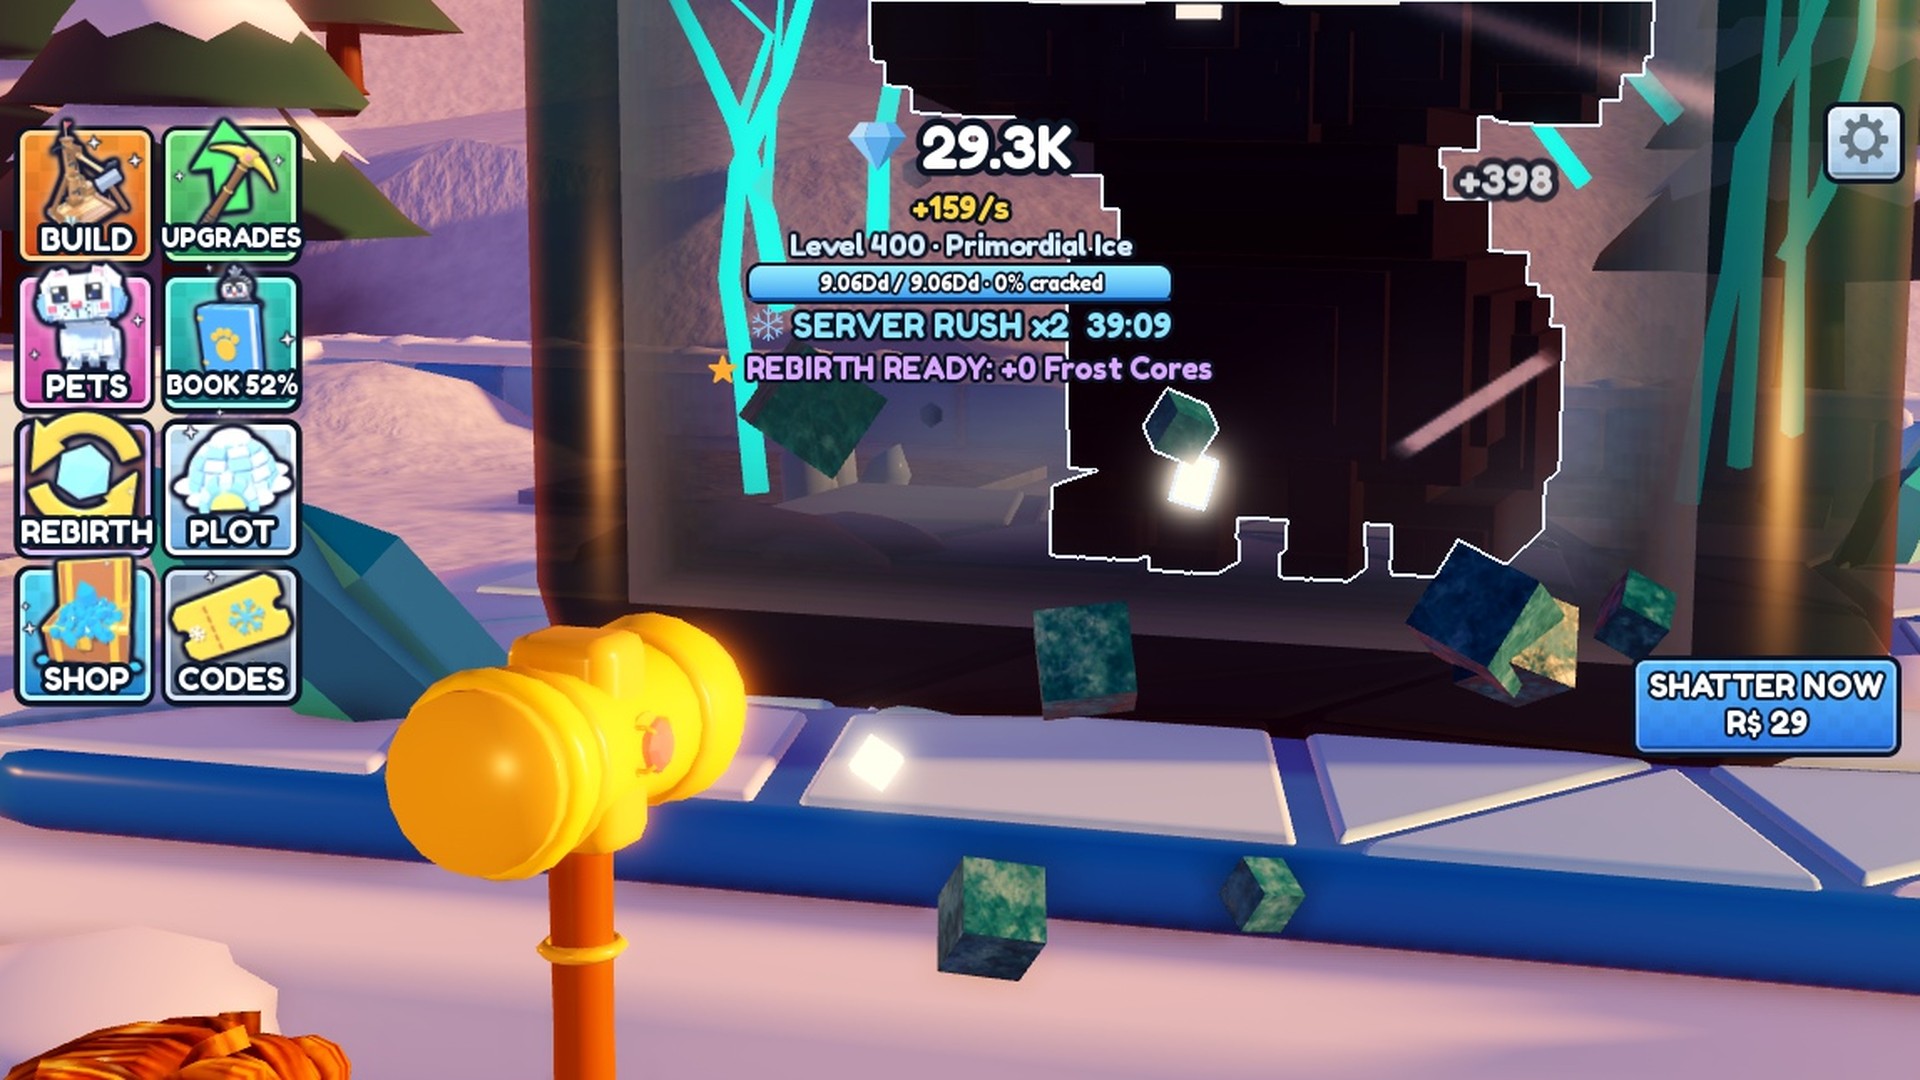 29.3K
+159/s
+398
Level 400 · Primordial Ice
9.06Dd / 9.06Dd · 0% cracked
SERVER RUSH x2 39:09
REBIRTH READY: +0 Frost Cores
BUILD
UPGRADES
PETS
BOOK 52%
REBIRTH
PLOT
SHOP
CODES
SHATTER NOW
R$ 29